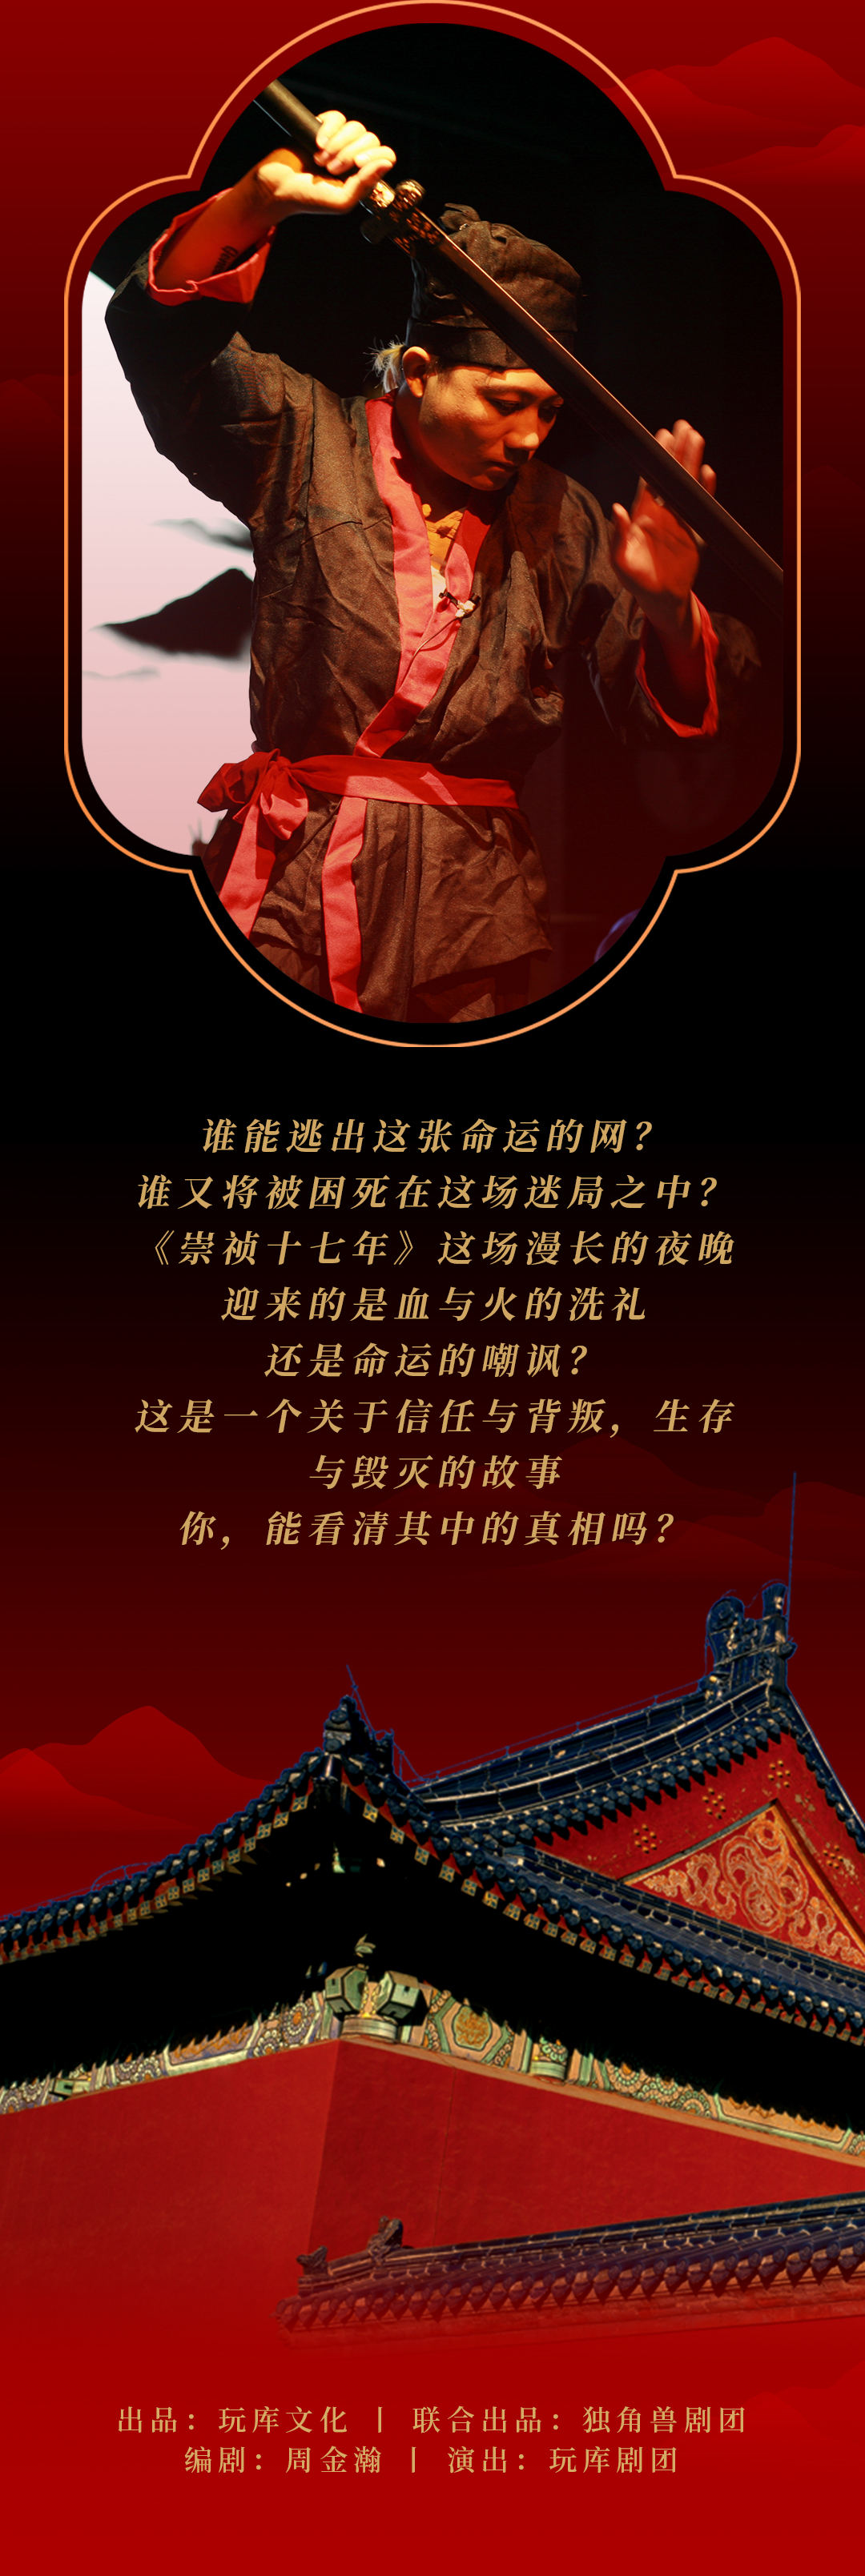 谁能逃出这张命运的网？
谁又将被困死在这场迷局之中？
《崇祯十七年》这场漫长的夜晚
迎来的是血与火的洗礼
还是命运的嘲讽？
这是一个关于信任与背叛，生存
与毁灭的故事
你，能看清其中的真相吗？
出品：玩库文化 丨 联合出品：独角兽剧团
编剧：周金瀚 丨 演出：玩库剧团